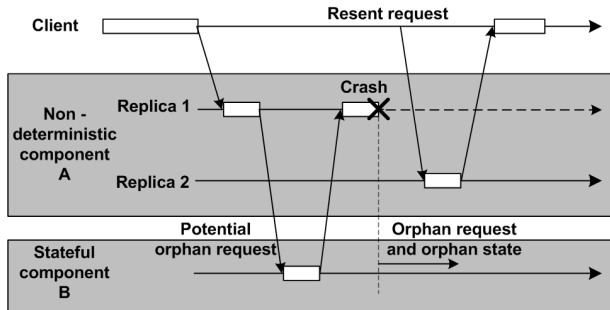 Resent request
Client
Crash
Replica 1
Non -
deterministic
component
A
Replica 2
Potential
orphan request
Orphan request
and orphan state
Stateful
component
B